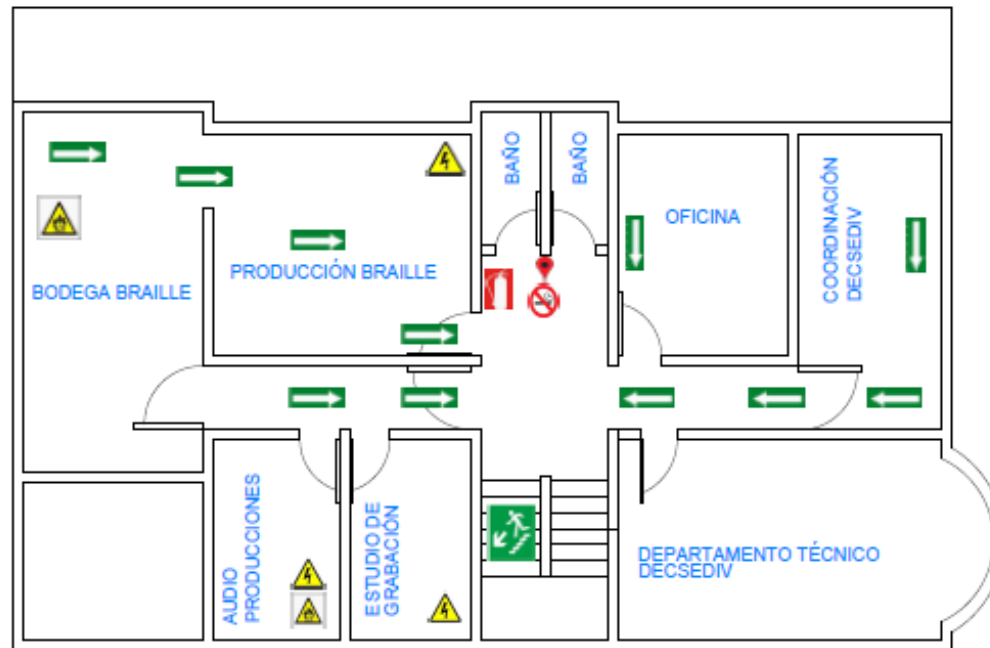 BAÑO
BAÑO
OFICINA
COORDINACIÓN
DECSEDIV
PRODUCCIÓN BRAILLE
BODEGA BRAILLE
AUDIO
PRODUCCIONES
ESTUDIO DE
GRABACIÓN
DEPARTAMENTO TÉCNICO
DECSEDIV